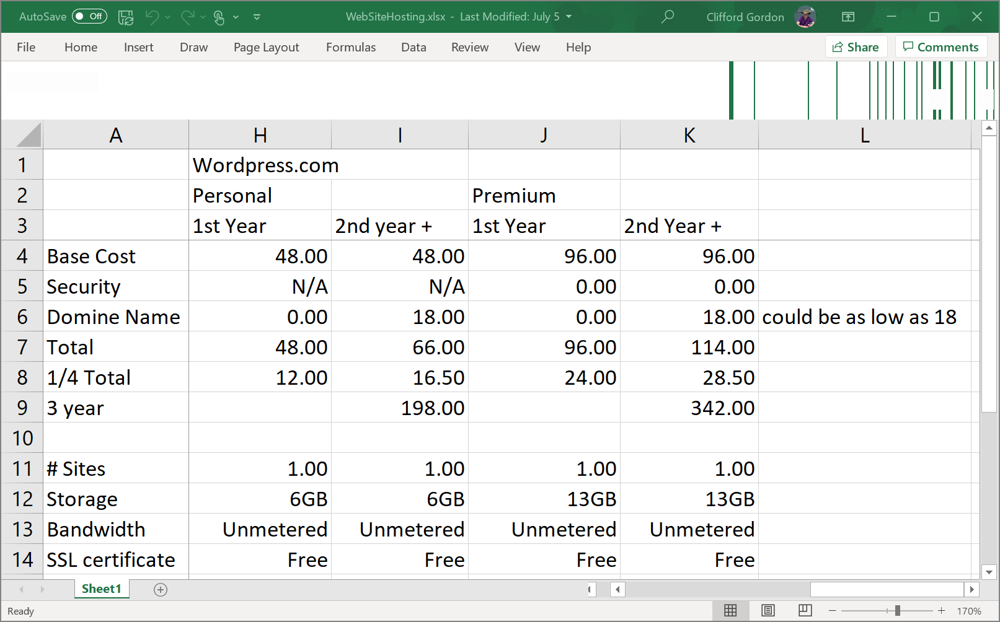 AutoSave Off WebSiteHosting.xlsx - Last Modified: July 5 Clifford Gordon
File Home Insert Draw Page Layout Formulas Data Review View Help Share Comments
A H I J K L
1 Wordpress.com
2 Personal Premium
3 1st Year 2nd year + 1st Year 2nd Year +
4 Base Cost 48.00 48.00 96.00 96.00
5 Security N/A N/A 0.00 0.00
6 Domine Name 0.00 18.00 0.00 18.00 could be as low as 18
7 Total 48.00 66.00 96.00 114.00
8 1/4 Total 12.00 16.50 24.00 28.50
9 3 year 198.00 342.00
10
11 # Sites 1.00 1.00 1.00 1.00
12 Storage 6GB 6GB 13GB 13GB
13 Bandwidth Unmetered Unmetered Unmetered Unmetered
14 SSL certificate Free Free Free Free
Sheet1
Ready 170%